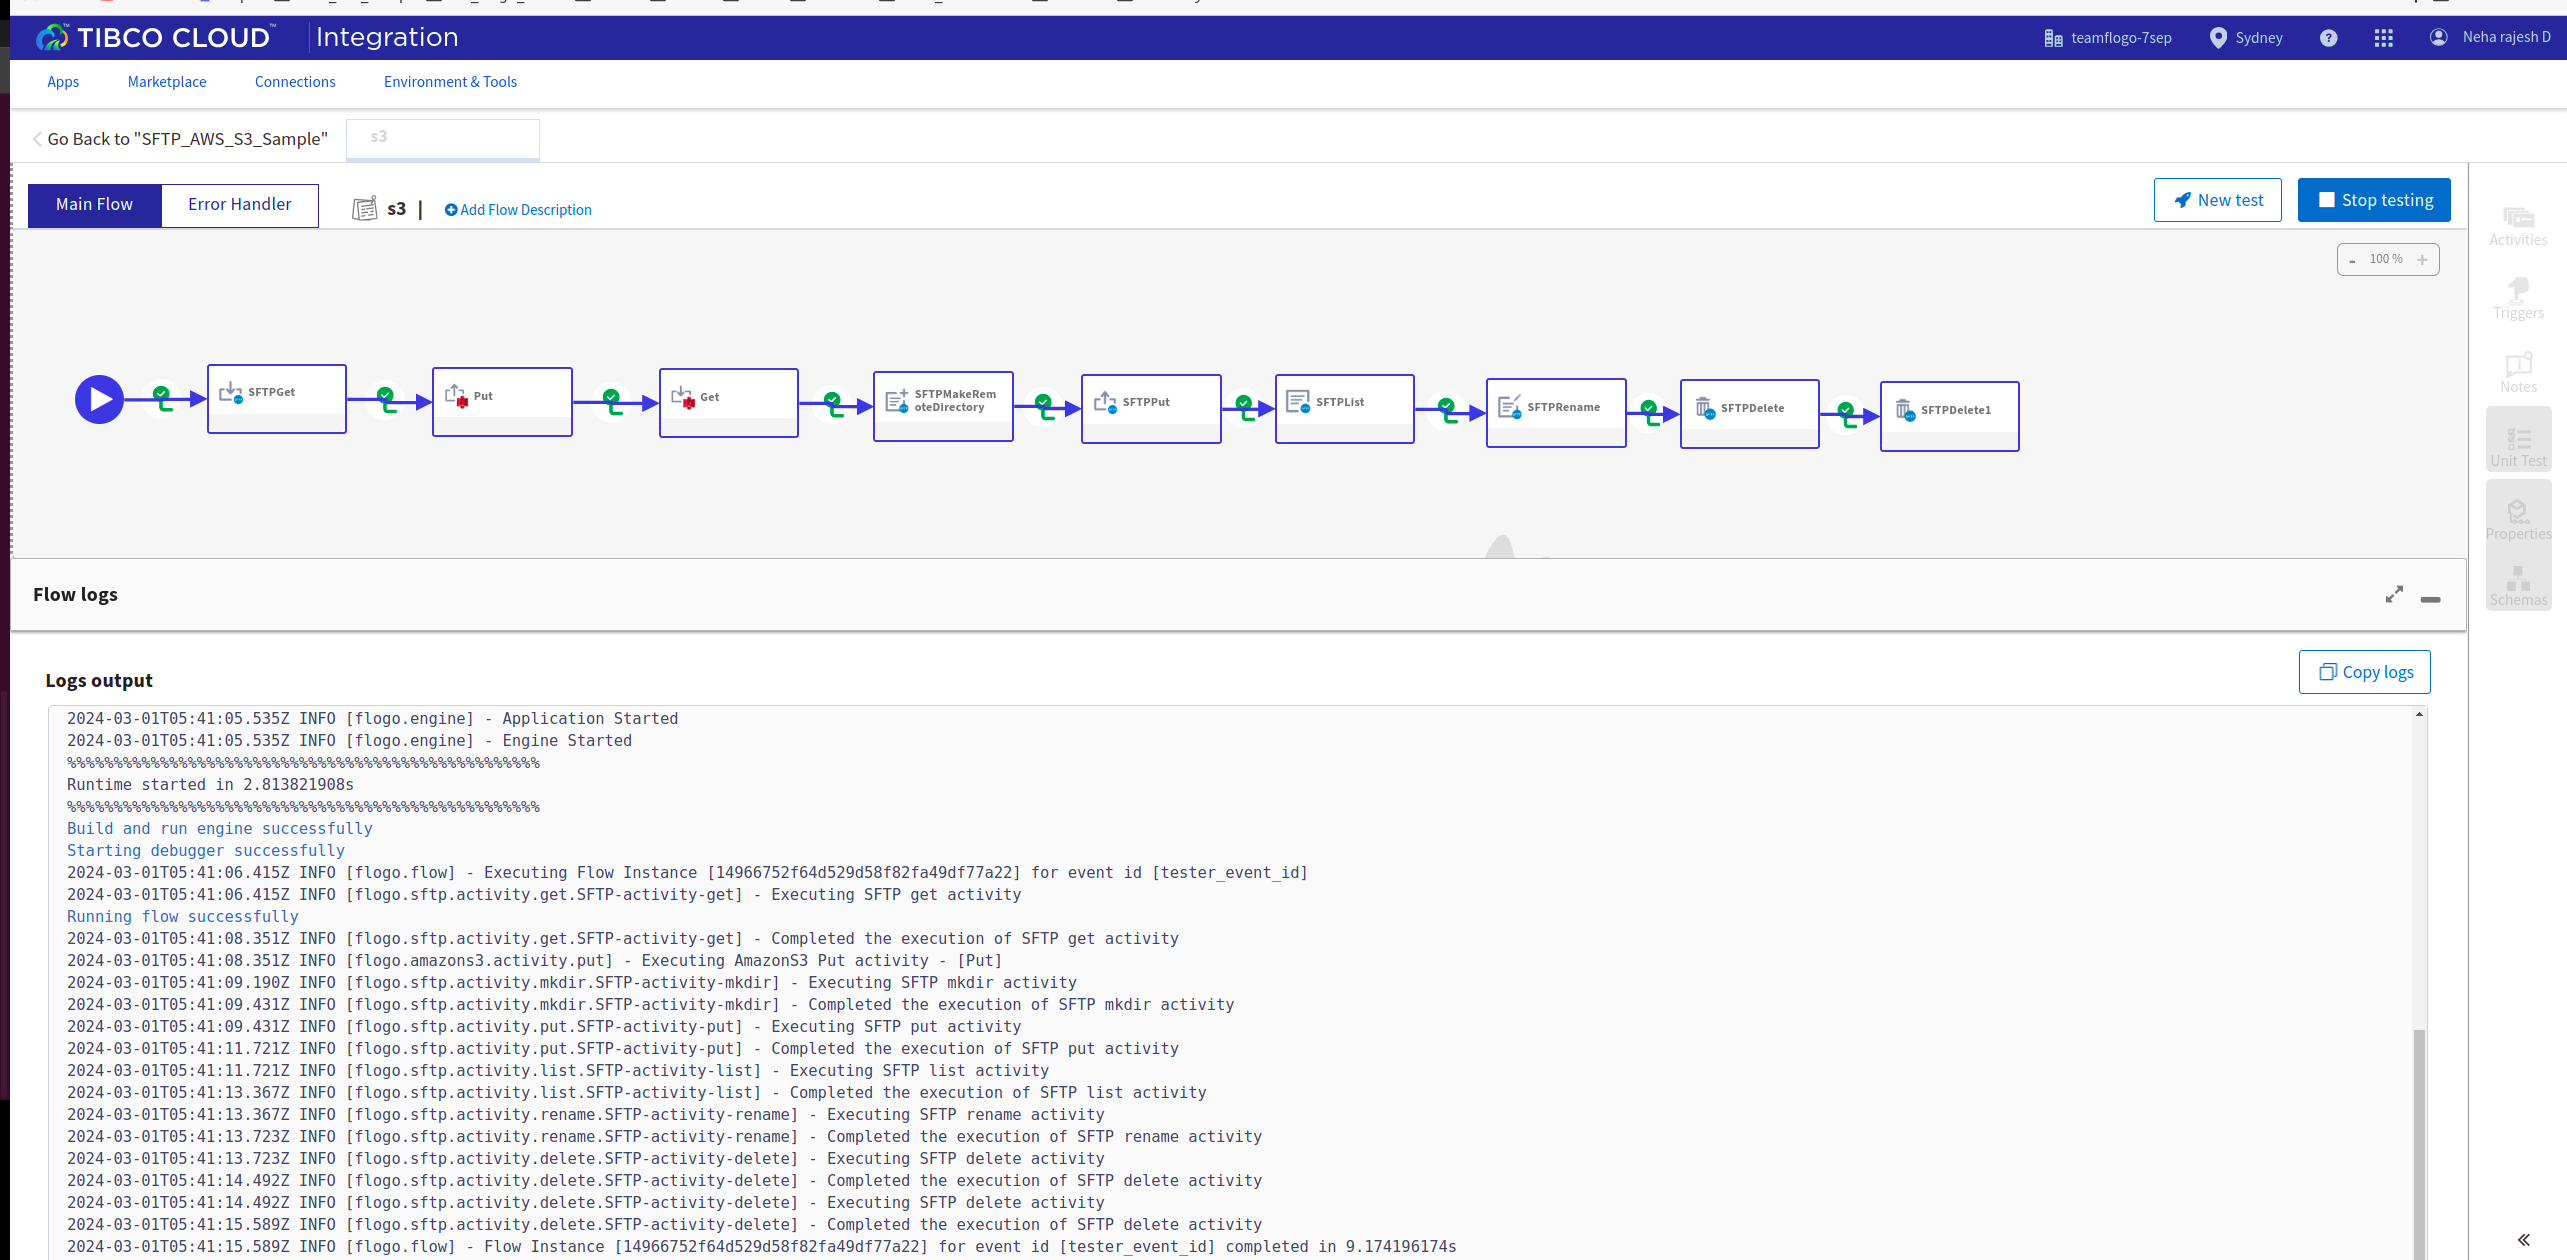 TIBCO CLOUD™ Integration
teamflogo-7sep
Sydney
?
Neha rajesh D
Apps
Marketplace
Connections
Environment & Tools
Go Back to "SFTP_AWS_S3_Sample"
s3
Main Flow
Error Handler
s3 |
Add Flow Description
New test
Stop testing
- 100 % +
Activities
Triggers
Notes
Unit Test
Properties
Schemas
SFTPGet
Put
Get
SFTPMakeRem
oteDirectory
SFTPPut
SFTPList
SFTPRename
SFTPDelete
SFTPDelete1
Flow logs
Logs output
Copy logs
2024-03-01T05:41:05.535Z INFO [flogo.engine] - Application Started
2024-03-01T05:41:05.535Z INFO [flogo.engine] - Engine Started
%%%%%%%%%%%%%%%%%%%%%%%%%%%%%%%%%%%%%%%%%%%%%%%%%%%
Runtime started in 2.813821908s
%%%%%%%%%%%%%%%%%%%%%%%%%%%%%%%%%%%%%%%%%%%%%%%%%%%
Build and run engine successfully
Starting debugger successfully
2024-03-01T05:41:06.415Z INFO [flogo.flow] - Executing Flow Instance [14966752f64d529d58f82fa49df77a22] for event id [tester_event_id]
2024-03-01T05:41:06.415Z INFO [flogo.sftp.activity.get.SFTP-activity-get] - Executing SFTP get activity
Running flow successfully
2024-03-01T05:41:08.351Z INFO [flogo.sftp.activity.get.SFTP-activity-get] - Completed the execution of SFTP get activity
2024-03-01T05:41:08.351Z INFO [flogo.amazons3.activity.put] - Executing AmazonS3 Put activity - [Put]
2024-03-01T05:41:09.190Z INFO [flogo.sftp.activity.mkdir.SFTP-activity-mkdir] - Executing SFTP mkdir activity
2024-03-01T05:41:09.431Z INFO [flogo.sftp.activity.mkdir.SFTP-activity-mkdir] - Completed the execution of SFTP mkdir activity
2024-03-01T05:41:09.431Z INFO [flogo.sftp.activity.put.SFTP-activity-put] - Executing SFTP put activity
2024-03-01T05:41:11.721Z INFO [flogo.sftp.activity.put.SFTP-activity-put] - Completed the execution of SFTP put activity
2024-03-01T05:41:11.721Z INFO [flogo.sftp.activity.list.SFTP-activity-list] - Executing SFTP list activity
2024-03-01T05:41:13.367Z INFO [flogo.sftp.activity.list.SFTP-activity-list] - Completed the execution of SFTP list activity
2024-03-01T05:41:13.367Z INFO [flogo.sftp.activity.rename.SFTP-activity-rename] - Executing SFTP rename activity
2024-03-01T05:41:13.723Z INFO [flogo.sftp.activity.rename.SFTP-activity-rename] - Completed the execution of SFTP rename activity
2024-03-01T05:41:13.723Z INFO [flogo.sftp.activity.delete.SFTP-activity-delete] - Executing SFTP delete activity
2024-03-01T05:41:14.492Z INFO [flogo.sftp.activity.delete.SFTP-activity-delete] - Completed the execution of SFTP delete activity
2024-03-01T05:41:14.492Z INFO [flogo.sftp.activity.delete.SFTP-activity-delete] - Executing SFTP delete activity
2024-03-01T05:41:15.589Z INFO [flogo.sftp.activity.delete.SFTP-activity-delete] - Completed the execution of SFTP delete activity
2024-03-01T05:41:15.589Z INFO [flogo.flow] - Flow Instance [14966752f64d529d58f82fa49df77a22] for event id [tester_event_id] completed in 9.174196174s